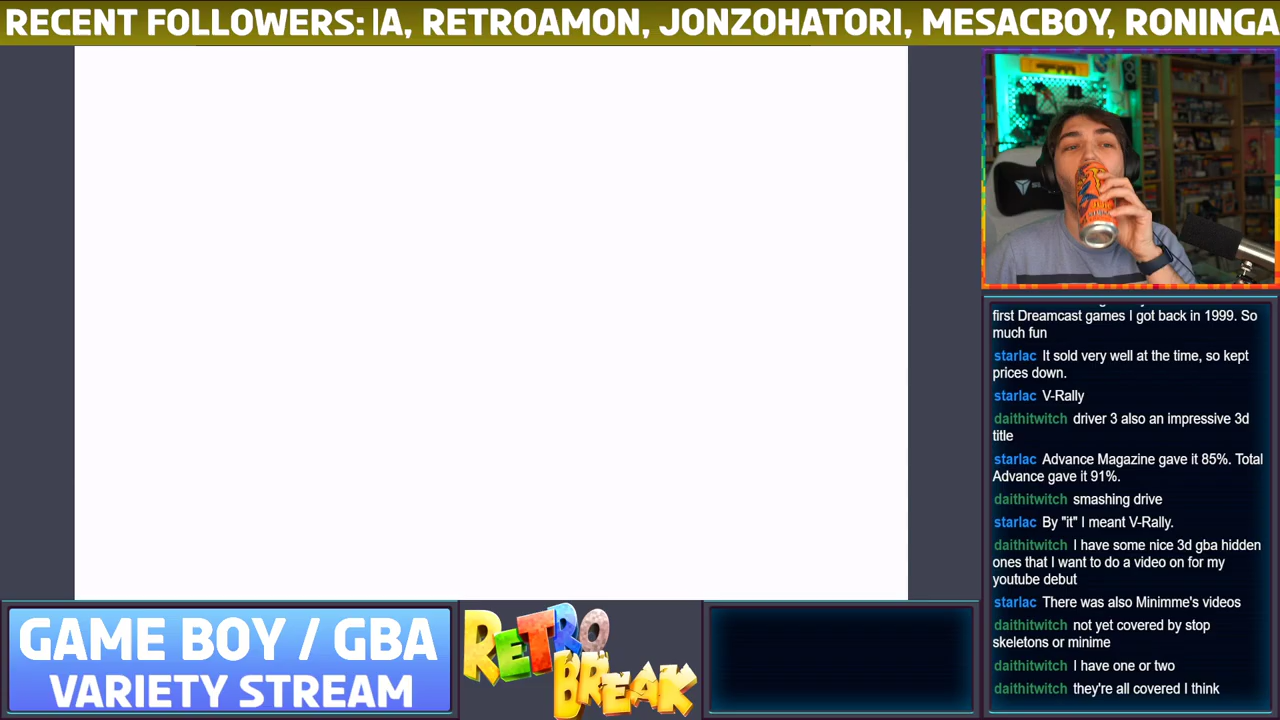 RECENT FOLLOWERS: IA, RETROAMON, JONZOHATORI, MESACBOY, RONINGA
first Dreamcast games I got back in 1999. So
much fun
starlac It sold very well at the time, so kept
prices down.
starlac V-Rally
daithitwitch driver 3 also an impressive 3d
title
starlac Advance Magazine gave it 85%. Total
Advance gave it 91%.
daithitwitch smashing drive
starlac By "it" I meant V-Rally.
daithitwitch I have some nice 3d gba hidden
ones that I want to do a video on for my
youtube debut
starlac There was also Minimme's videos
daithitwitch not yet covered by stop
skeletons or minime
daithitwitch I have one or two
daithitwitch they're all covered I think
GAME BOY / GBA
VARIETY STREAM
RETRO
BREAK